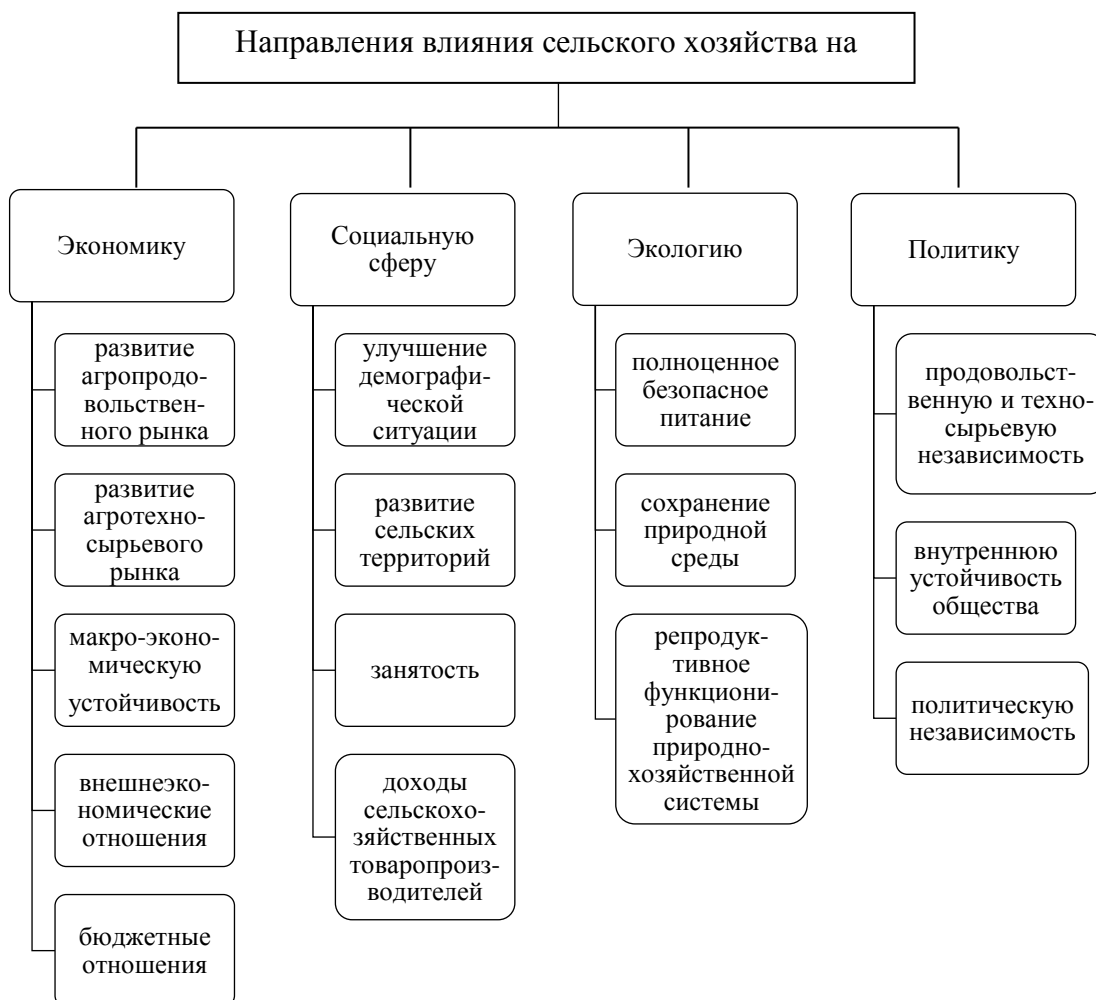 Направления влияния сельского хозяйства на
Экономику
развитие
агропродо-
вольствен-
ного рынка
развитие
агротехно-
сырьевого
рынка
макро-эконо-
мическую
устойчивость
внешнеэко-
номические
отношения
бюджетные
отношения
Социальную
сферу
улучшение
демографи-
ческой
ситуации
развитие
сельских
территорий
занятость
доходы
сельскохо-
зяйственных
товаропроиз-
водителей
Экологию
полноценное
безопасное
питание
сохранение
природной
среды
репродук-
тивное
функциони-
рование
природно-
хозяйственной
системы
Политику
продовольст-
венную и техно-
сырьевую
независимость
внутреннюю
устойчивость
общества
политическую
независимость